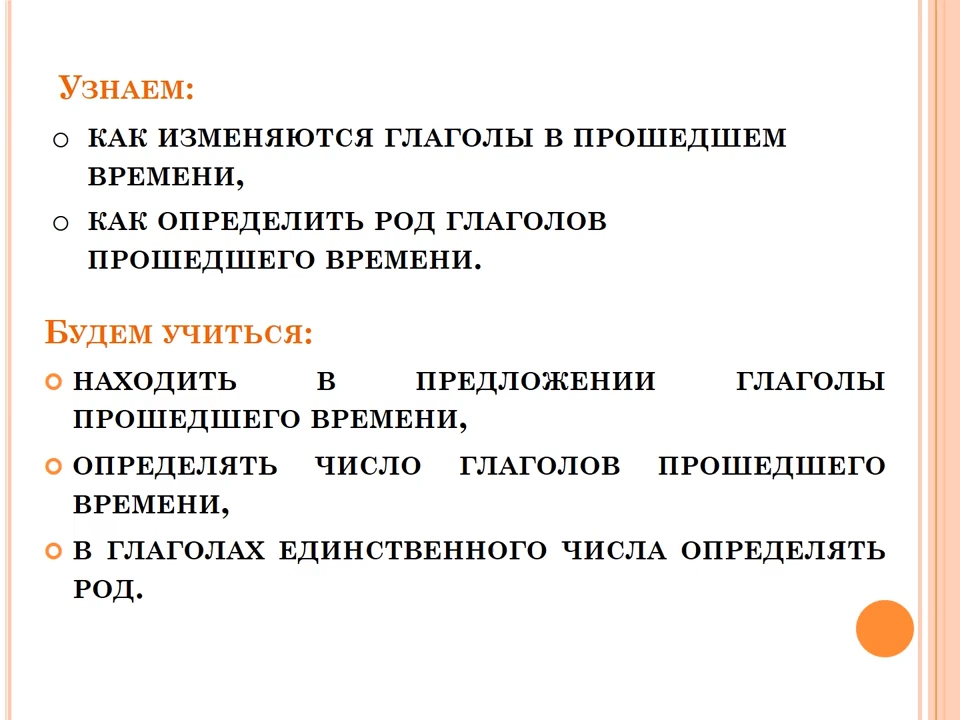 Узнаем:
как изменяются глаголы в прошедшем
времени,
как определить род глаголов
прошедшего времени.
Будем учиться:
находить в предложении глаголы
прошедшего времени,
определять число глаголов прошедшего
времени,
в глаголах единственного числа определять
род.